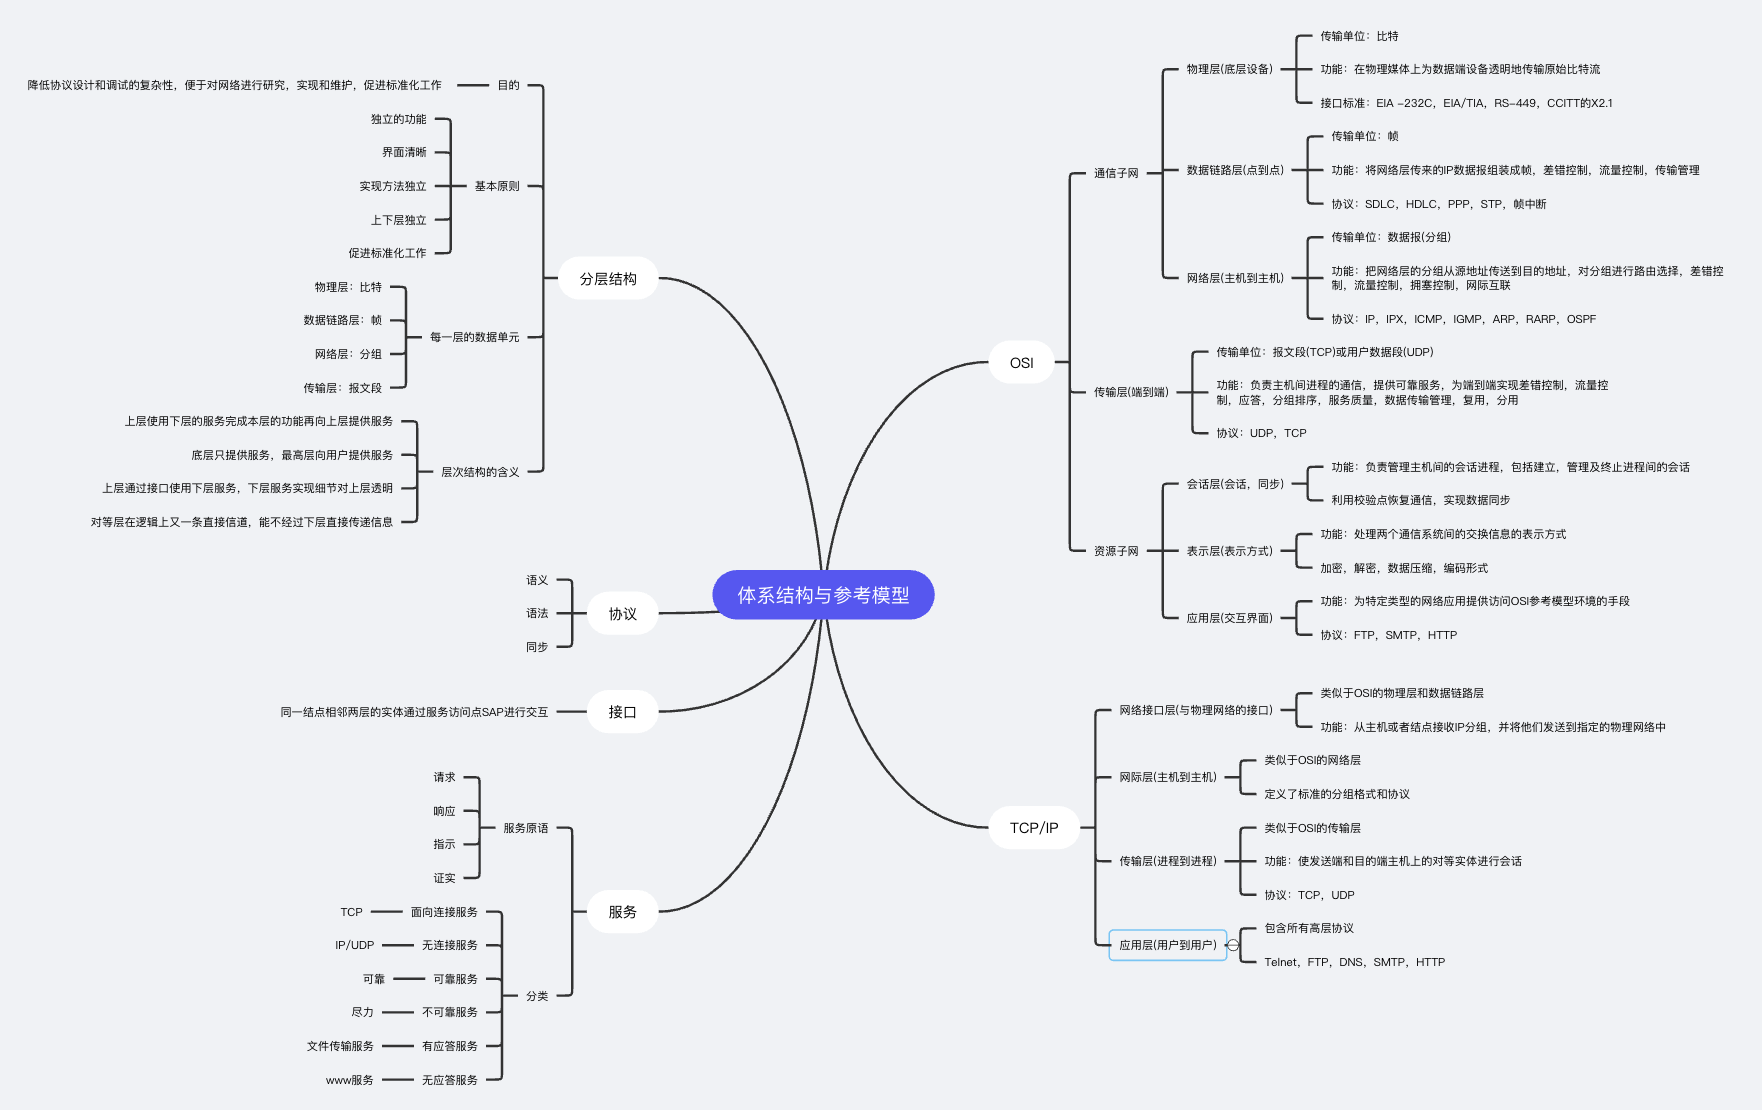 体系结构与参考模型
分层结构
目的
降低协议设计和调试的复杂性，便于对网络进行研究，实现和维护，促进标准化工作
基本原则
独立的功能
界面清晰
实现方法独立
上下层独立
促进标准化工作
每一层的数据单元
物理层：比特
数据链路层：帧
网络层：分组
传输层：报文段
层次结构的含义
上层使用下层的服务完成本层的功能再向上层提供服务
底层只提供服务，最高层向用户提供服务
上层通过接口使用下层服务，下层服务实现细节对上层透明
对等层在逻辑上又一条直接信道，能不经过下层直接传递信息
协议
语义
语法
同步
接口
同一结点相邻两层的实体通过服务访问点SAP进行交互
服务
服务原语
请求
响应
指示
证实
分类
面向连接服务
TCP
无连接服务
IP/UDP
可靠服务
可靠
不可靠服务
尽力
有应答服务
文件传输服务
无应答服务
www服务
OSI
通信子网
物理层(底层设备)
传输单位：比特
功能：在物理媒体上为数据端设备透明地传输原始比特流
接口标准：EIA -232C，EIA/TIA，RS-449，CCITT的X2.1
数据链路层(点到点)
传输单位：帧
功能：将网络层传来的IP数据报组装成帧，差错控制，流量控制，传输管理
协议：SDLC，HDLC，PPP，STP，帧中断
网络层(主机到主机)
传输单位：数据报(分组)
功能：把网络层的分组从源地址传送到目的地址，对分组进行路由选择，差错控
制，流量控制，拥塞控制，网际互联
协议：IP，IPX，ICMP，IGMP，ARP，RARP，OSPF
传输层(端到端)
传输单位：报文段(TCP)或用户数据段(UDP)
功能：负责主机间进程的通信，提供可靠服务，为端到端实现差错控制，流量控
制，应答，分组排序，服务质量，数据传输管理，复用，分用
协议：UDP，TCP
资源子网
会话层(会话，同步)
功能：负责管理主机间的会话进程，包括建立，管理及终止进程间的会话
利用校验点恢复通信，实现数据同步
表示层(表示方式)
功能：处理两个通信系统间的交换信息的表示方式
加密，解密，数据压缩，编码形式
应用层(交互界面)
功能：为特定类型的网络应用提供访问OSI参考模型环境的手段
协议：FTP，SMTP，HTTP
TCP/IP
网络接口层(与物理网络的接口)
类似于OSI的物理层和数据链路层
功能：从主机或者结点接收IP分组，并将他们发送到指定的物理网络中
网际层(主机到主机)
类似于OSI的网络层
定义了标准的分组格式和协议
传输层(进程到进程)
类似于OSI的传输层
功能：使发送端和目的端主机上的对等实体进行会话
协议：TCP，UDP
应用层(用户到用户)
包含所有高层协议
Telnet，FTP，DNS，SMTP，HTTP